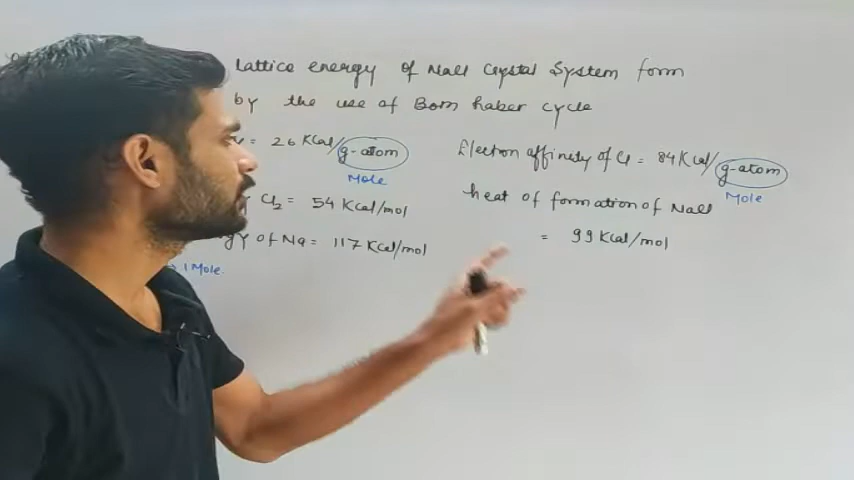 Lattice energy of NaCl Crystal System form
by the use of Born haber cycle
= 26 KCal/g-atom
Mole
Cl2 = 54 KCal/mol
of Na = 117 KCal/mol
1 Mole.
Electron affinity of Cl = 84 KCal/g-atom
Mole
heat of formation of NaCl
= 99 KCal/mol